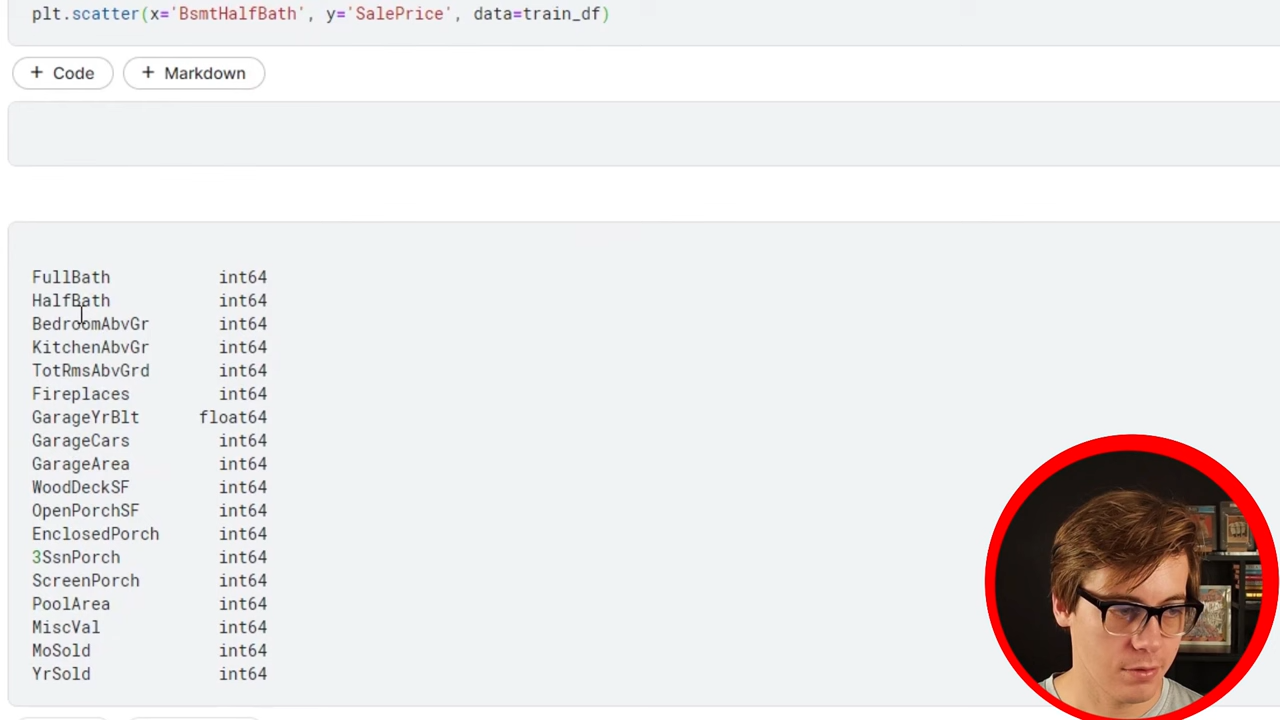 plt.scatter(x='BsmtHalfBath', y='SalePrice', data=train_df)
+ Code + Markdown
FullBath int64
HalfBath int64
BedroomAbvGr int64
KitchenAbvGr int64
TotRmsAbvGrd int64
Fireplaces int64
GarageYrBlt float64
GarageCars int64
GarageArea int64
WoodDeckSF int64
OpenPorchSF int64
EnclosedPorch int64
3SsnPorch int64
ScreenPorch int64
PoolArea int64
MiscVal int64
MoSold int64
YrSold int64